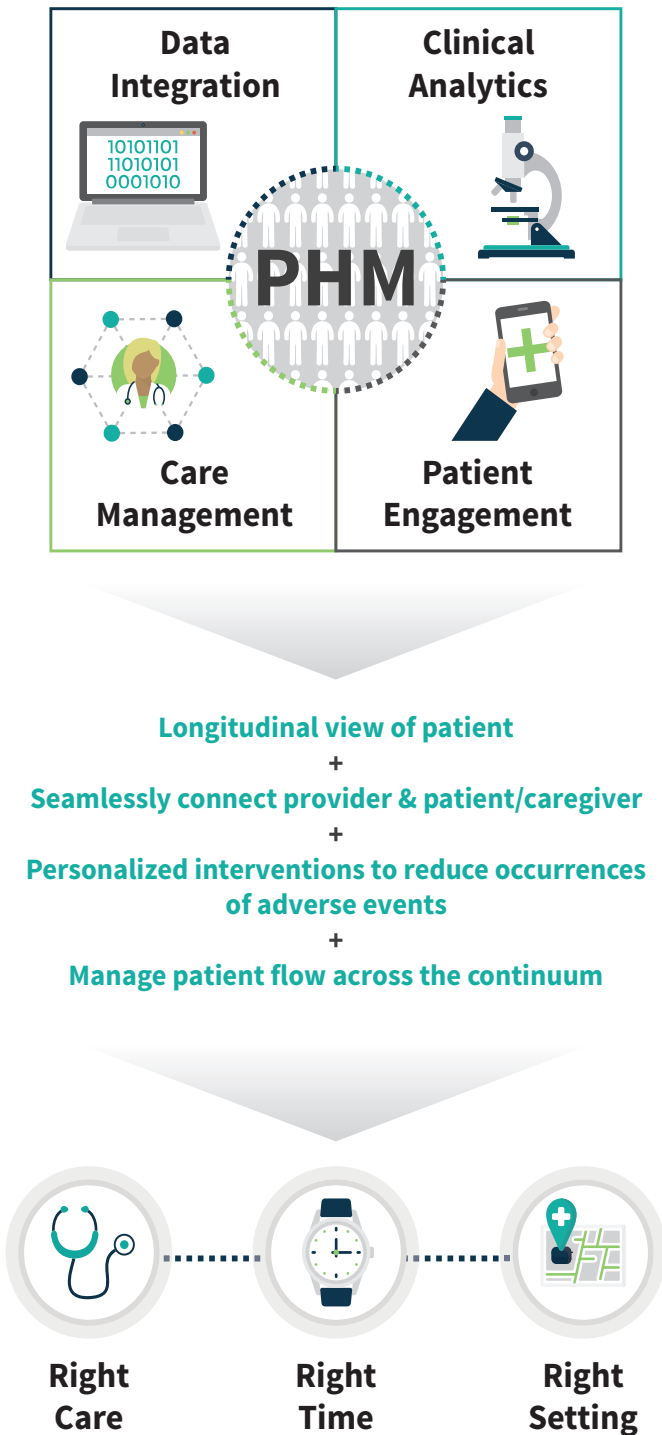 Data
Integration
Clinical
Analytics
10101101
11010101
0001010
PHM
Care
Management
Patient
Engagement
Longitudinal view of patient
+
Seamlessly connect provider & patient/caregiver
+
Personalized interventions to reduce occurrences
of adverse events
+
Manage patient flow across the continuum
Right
Care
Right
Time
Right
Setting